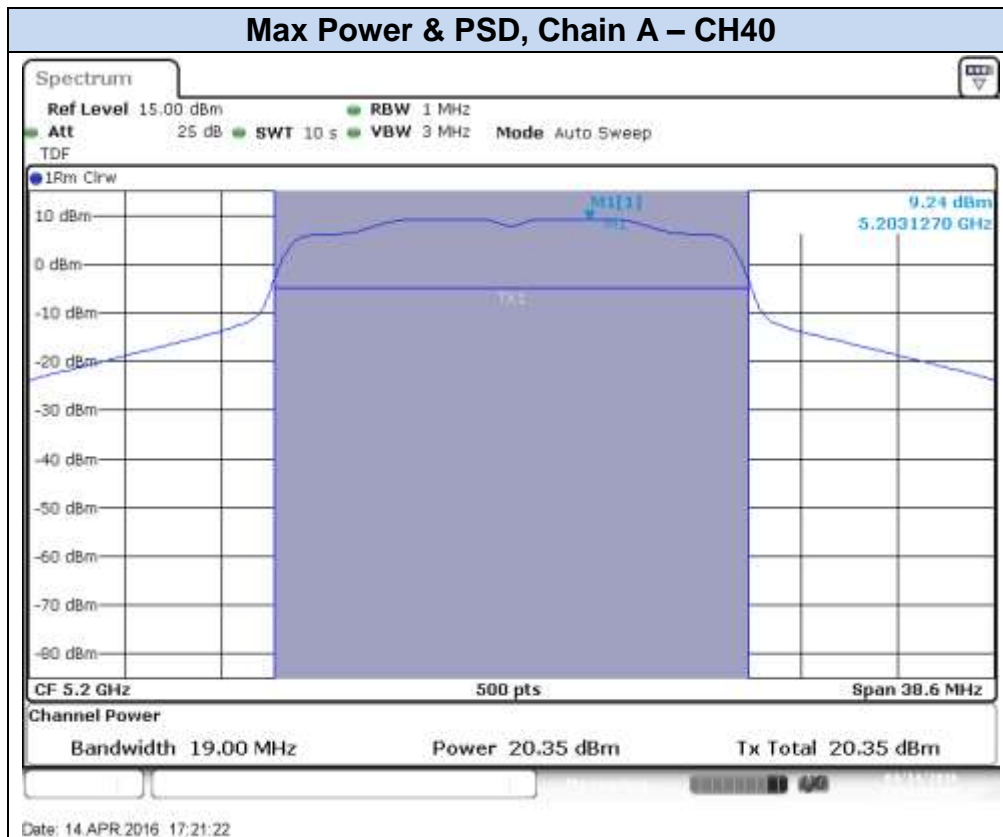 Max Power & PSD, Chain A – CH40
Spectrum
Ref Level 15.00 dBm RBW 1 MHz
Att 25 dB SWT 10 s VBW 3 MHz Mode Auto Sweep
TDF
1Rm Clrw
M1[1] 9.24 dBm
5.2031270 GHz
M1
10 dBm
0 dBm
TX1
-10 dBm
-20 dBm
-30 dBm
-40 dBm
-50 dBm
-60 dBm
-70 dBm
-80 dBm
CF 5.2 GHz 500 pts Span 38.6 MHz
Channel Power
Bandwidth 19.00 MHz Power 20.35 dBm Tx Total 20.35 dBm
Date: 14.APR.2016 17:21:22